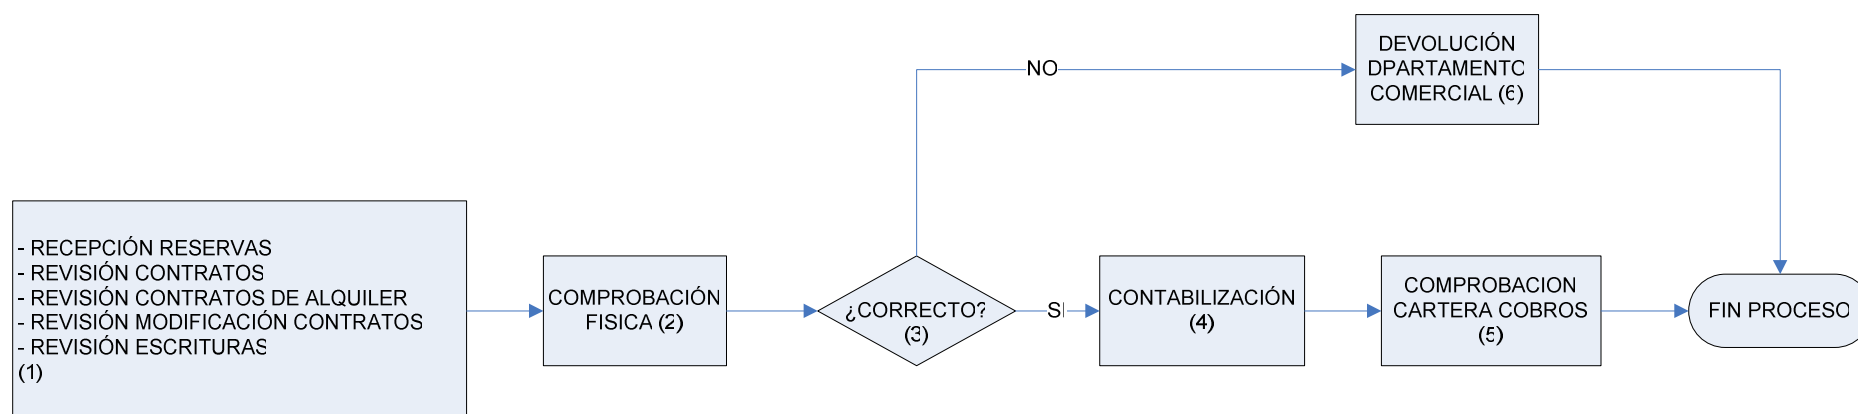 DEVOLUCIÓN
DPARTAMENTO
COMERCIAL (6)
NO
- RECEPCIÓN RESERVAS
- REVISIÓN CONTRATOS
- REVISIÓN CONTRATOS DE ALQUILER
- REVISIÓN MODIFICACIÓN CONTRATOS
- REVISIÓN ESCRITURAS
(1)
COMPROBACIÓN
FISICA (2)
¿CORRECTO?
(3)
SI
CONTABILIZACIÓN
(4)
COMPROBACION
CARTERA COBROS
(5)
FIN PROCESO